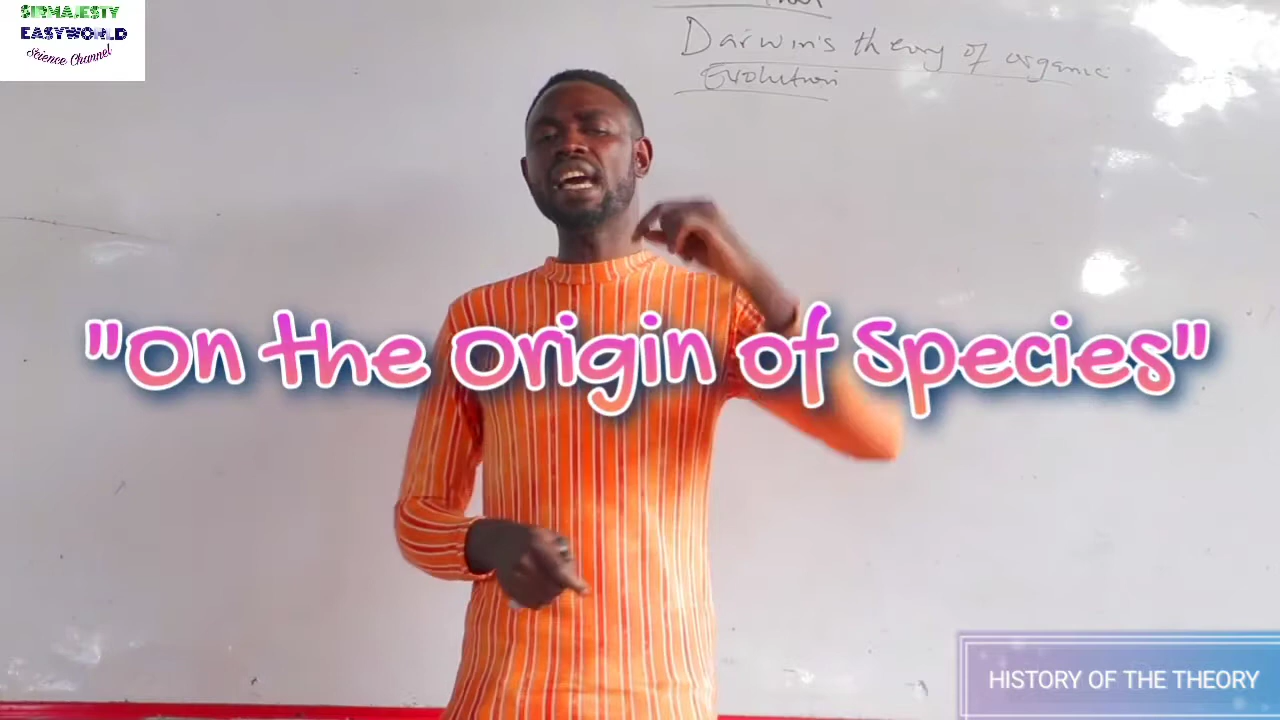 SIRMAJESTY
EASYWORLD
Science Channel
Darwin's theory of organic
Evolution
"On the Origin of Species"
HISTORY OF THE THEORY